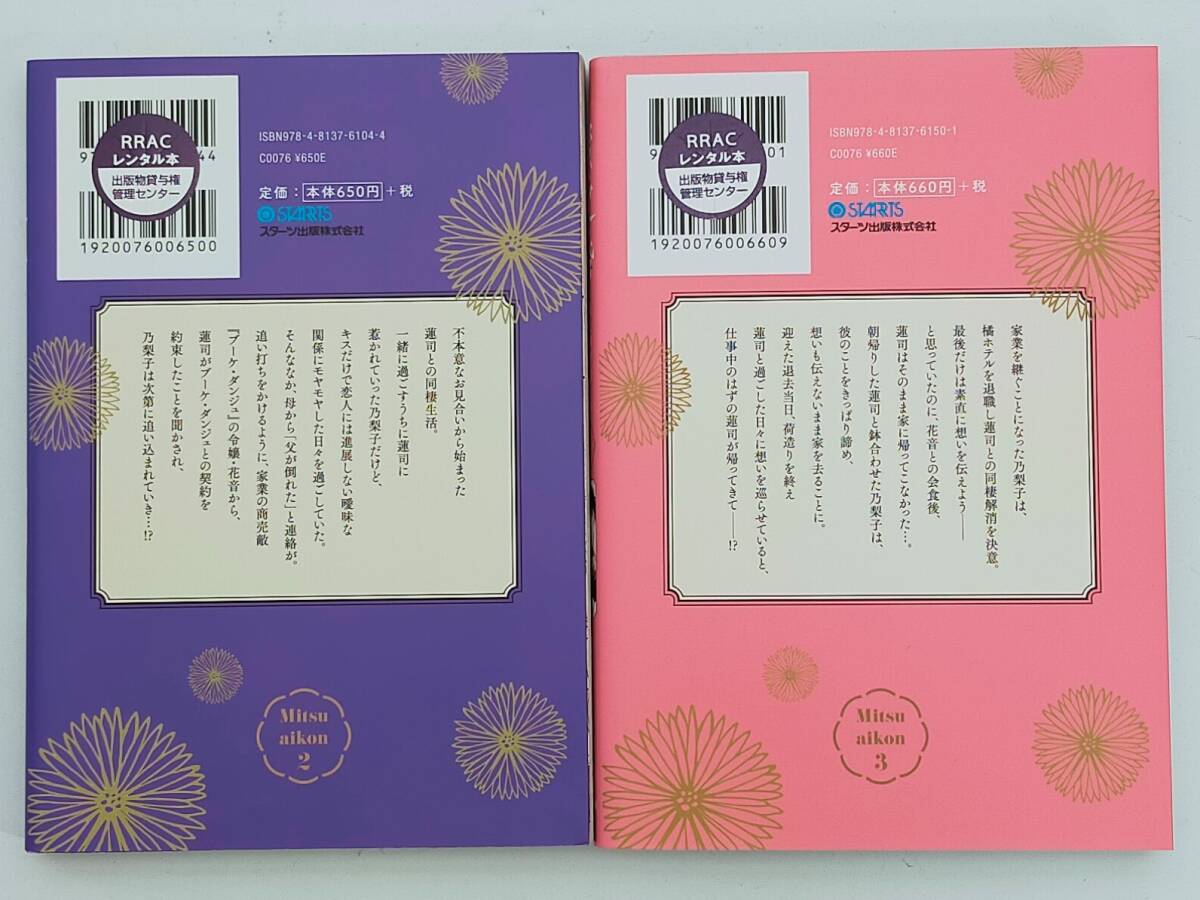 RRAC
レンタル本
出版物貸与権
管理センター
1920076006500
ISBN978-4-8137-6104-4
C0076 ¥650E
定価：本体650円＋税
STARTS
スターツ出版株式会社
不本意なお見合いから始まった
蓮司との同棲生活。
一緒に過ごすうちに蓮司に
惹かれていった乃梨子だけど、
キスだけで恋人には進展しない曖昧な
関係にモヤモヤした日々を過ごしていた。
そんななか、母から「父が倒れた」と連絡が。
追い打ちをかけるように、家業の商売敵
『ブーケ・ダンジュ』の令嬢・花音から、
蓮司がブーケ・ダンジュとの契約を
約束したことを聞かされ、
乃梨子は次第に追い込まれていき…!?
Mitsu
aikon
2
RRAC
レンタル本
出版物貸与権
管理センター
1920076006609
ISBN978-4-8137-6150-1
C0076 ¥660E
定価：本体660円＋税
STARTS
スターツ出版株式会社
家業を継ぐことになった乃梨子は、
橘ホテルを退職し蓮司との同棲解消を決意。
最後だけは素直に想いを伝えよう――
と思っていたのに、花音との会食後、
蓮司はそのまま家に帰ってこなかった…。
朝帰りした蓮司と鉢合わせた乃梨子は、
彼のことをきっぱり諦め、
想いも伝えないまま家を去ることに。
迎えた退去当日、荷造りを終え
蓮司と過ごした日々に想いを巡らせていると、
仕事中のはずの蓮司が帰ってきて――!?
Mitsu
aikon
3